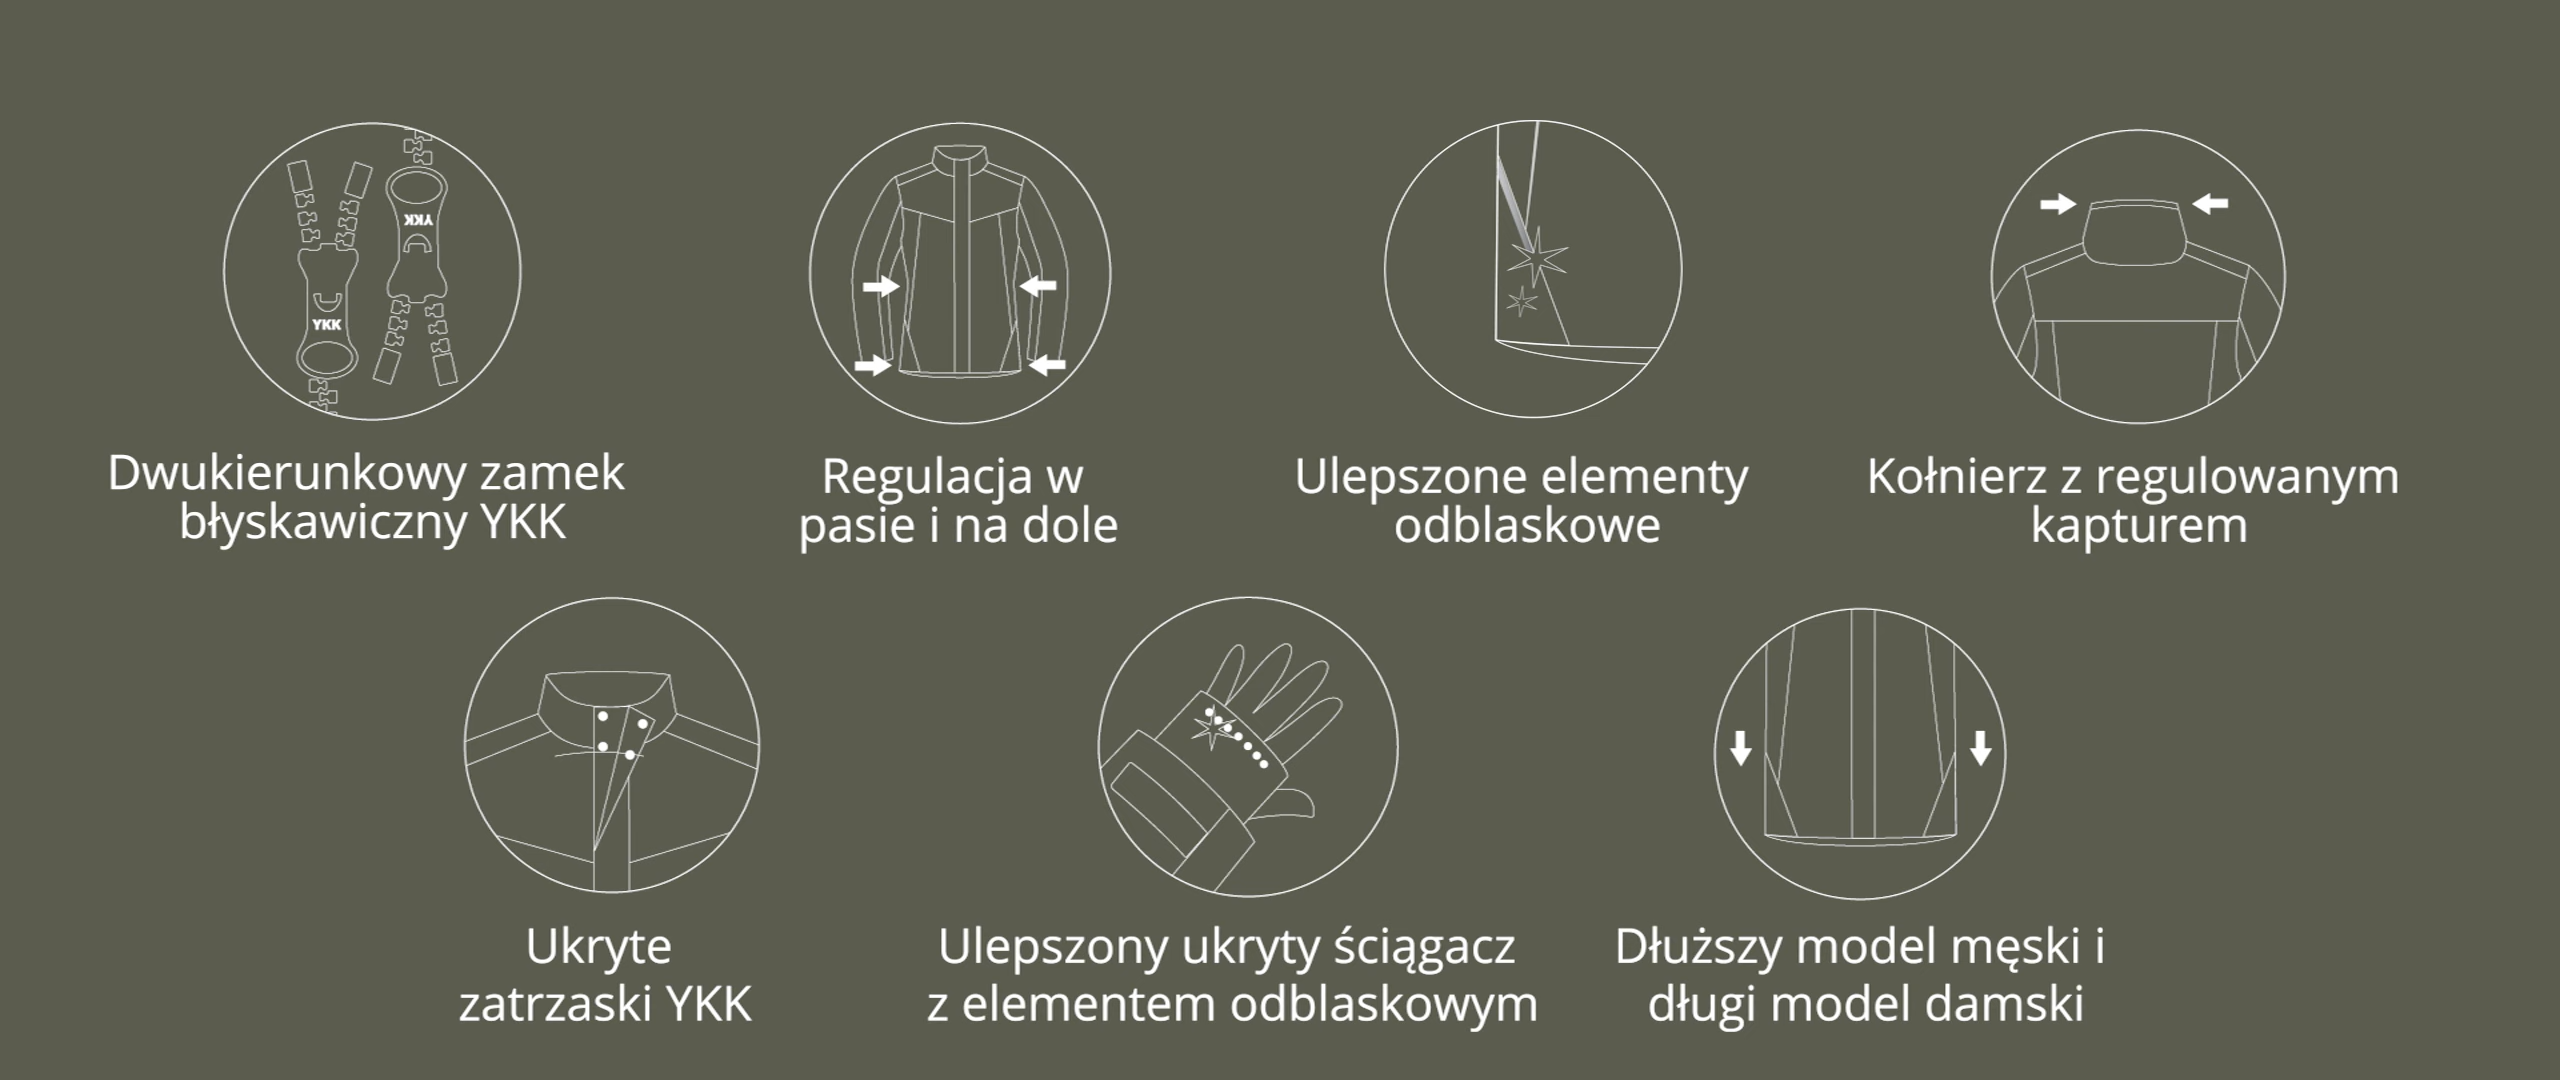 YKK
YKK
Dwukierunkowy zamek
błyskawiczny YKK
Regulacja w
pasie i na dole
Ulepszone elementy
odblaskowe
Kołnierz z regulowanym
kapturem
Ukryte
zatrzaski YKK
Ulepszony ukryty ściągacz
z elementem odblaskowym
Dłuższy model męski i
długi model damski